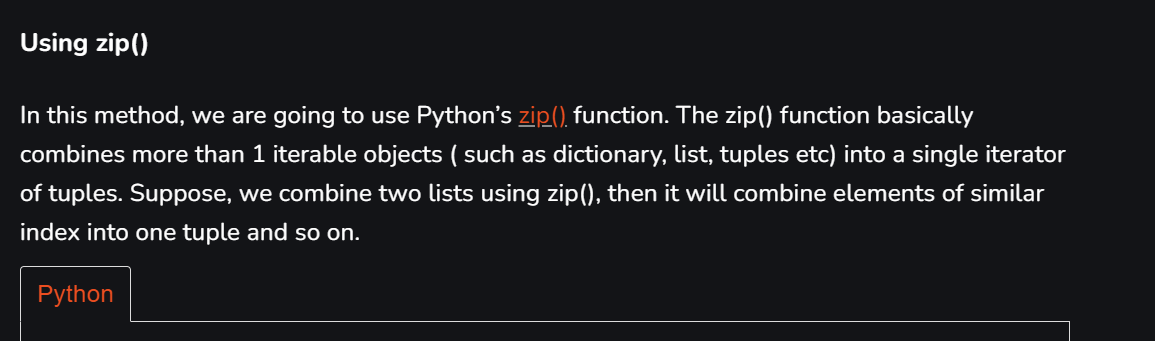 Using zip()
In this method, we are going to use Python’s zip() function. The zip() function basically
combines more than 1 iterable objects ( such as dictionary, list, tuples etc) into a single iterator
of tuples. Suppose, we combine two lists using zip(), then it will combine elements of similar
index into one tuple and so on.
Python